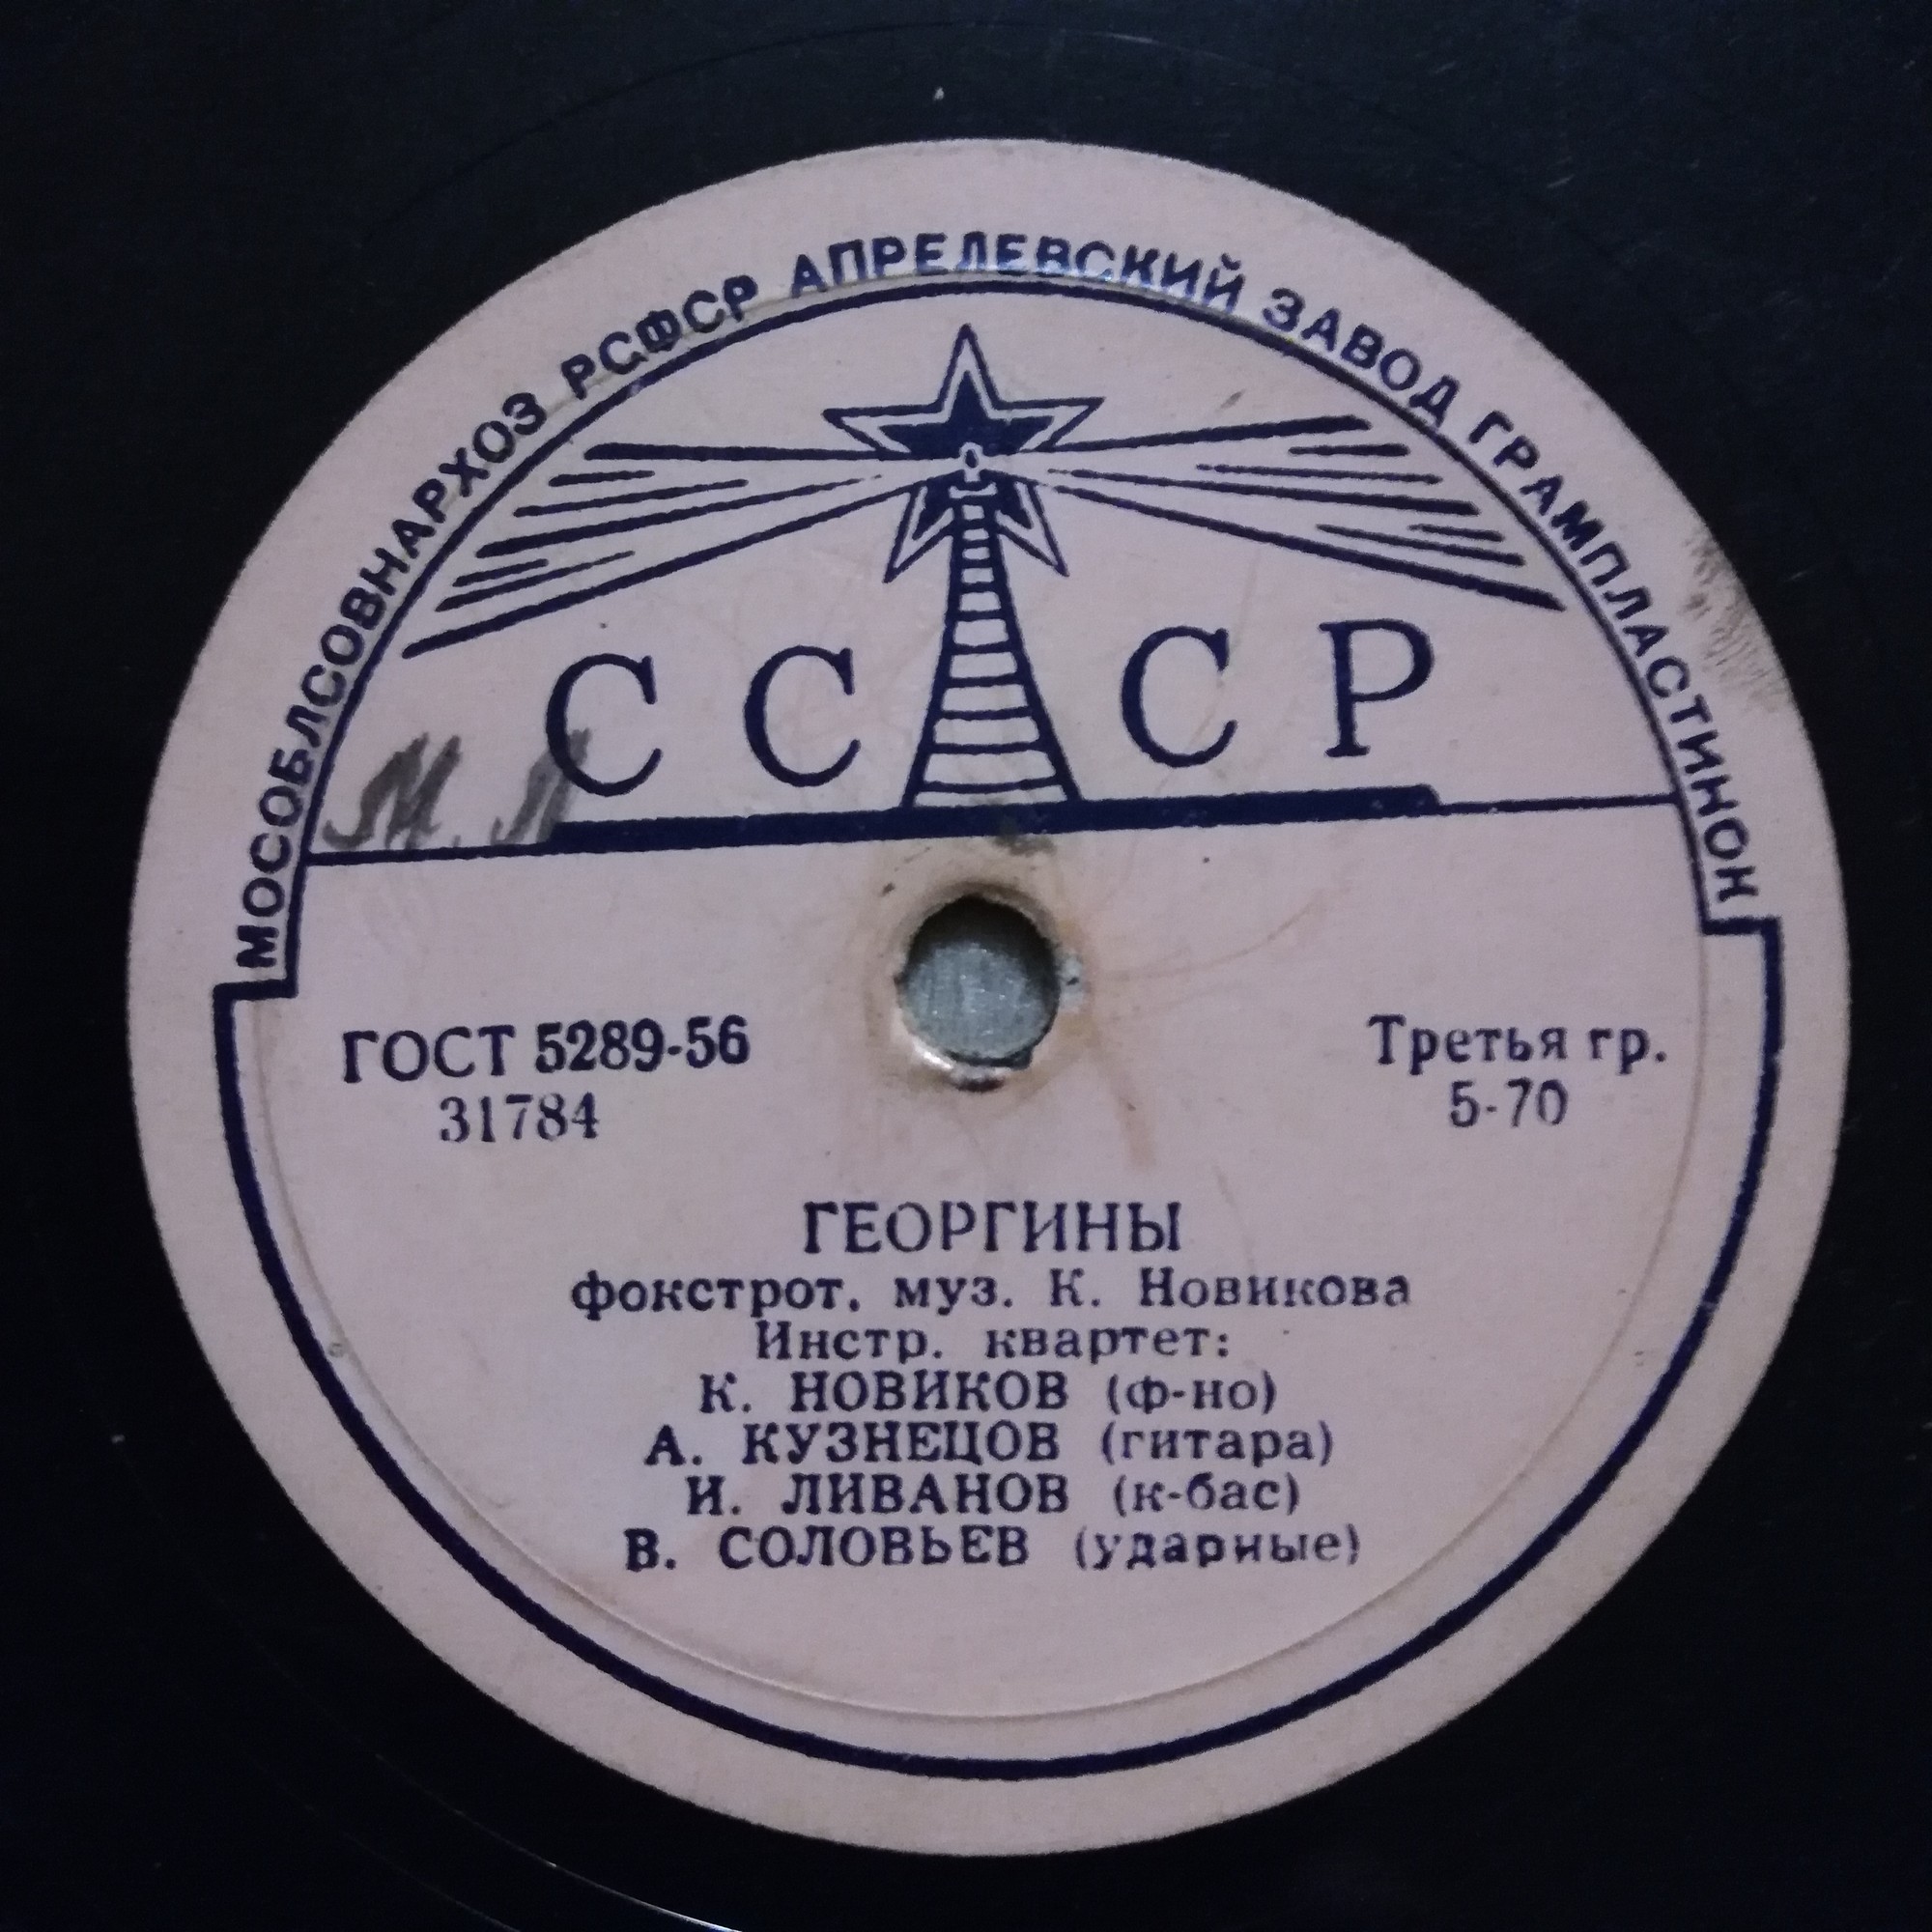 МОСОБЛСОВНАРХОЗ РСФСР АПРЕЛЕВСКИЙ ЗАВОД ГРАМПЛАСТИНОК
СССР
М. Л
ГОСТ 5289-56
31784
Третья гр.
5-70
ГЕОРГИНЫ
фокстрот. муз. К. Новикова
Инстр. квартет:
К. НОВИКОВ (ф-но)
А. КУЗНЕЦОВ (гитара)
И. ЛИВАНОВ (к-бас)
В. СОЛОВЬЕВ (ударные)